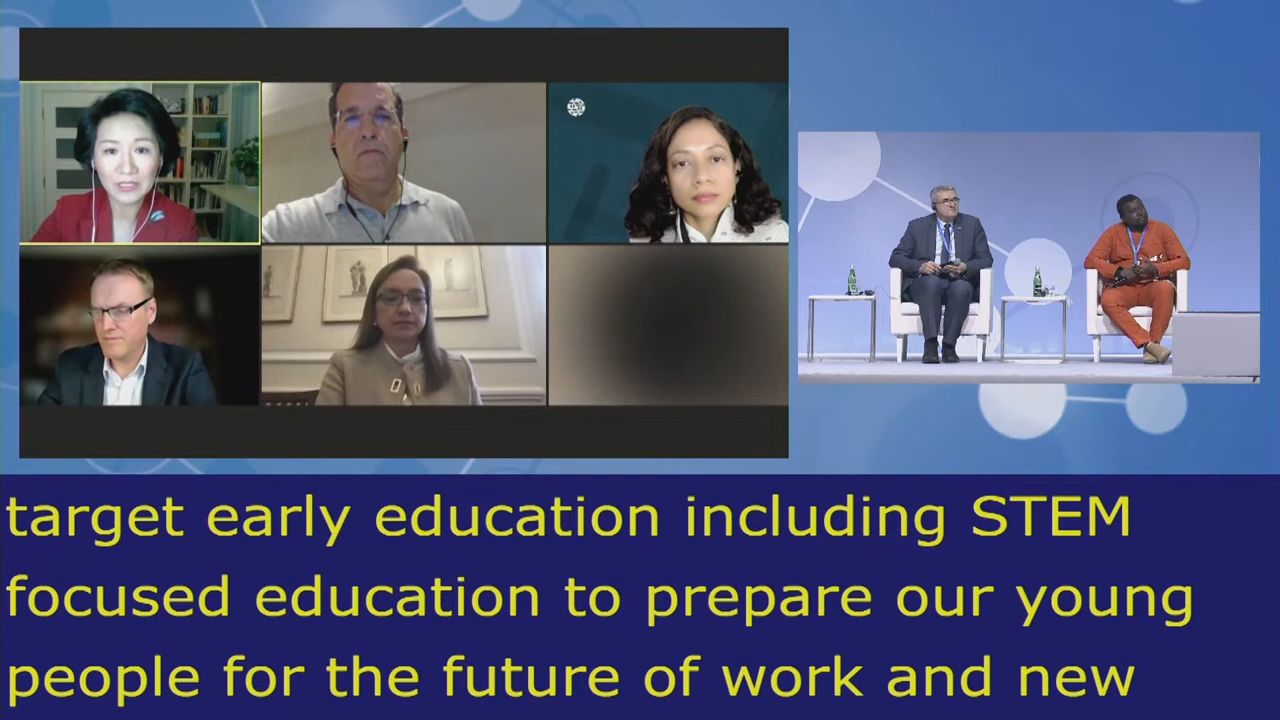 target early education including STEM
focused education to prepare our young
people for the future of work and new